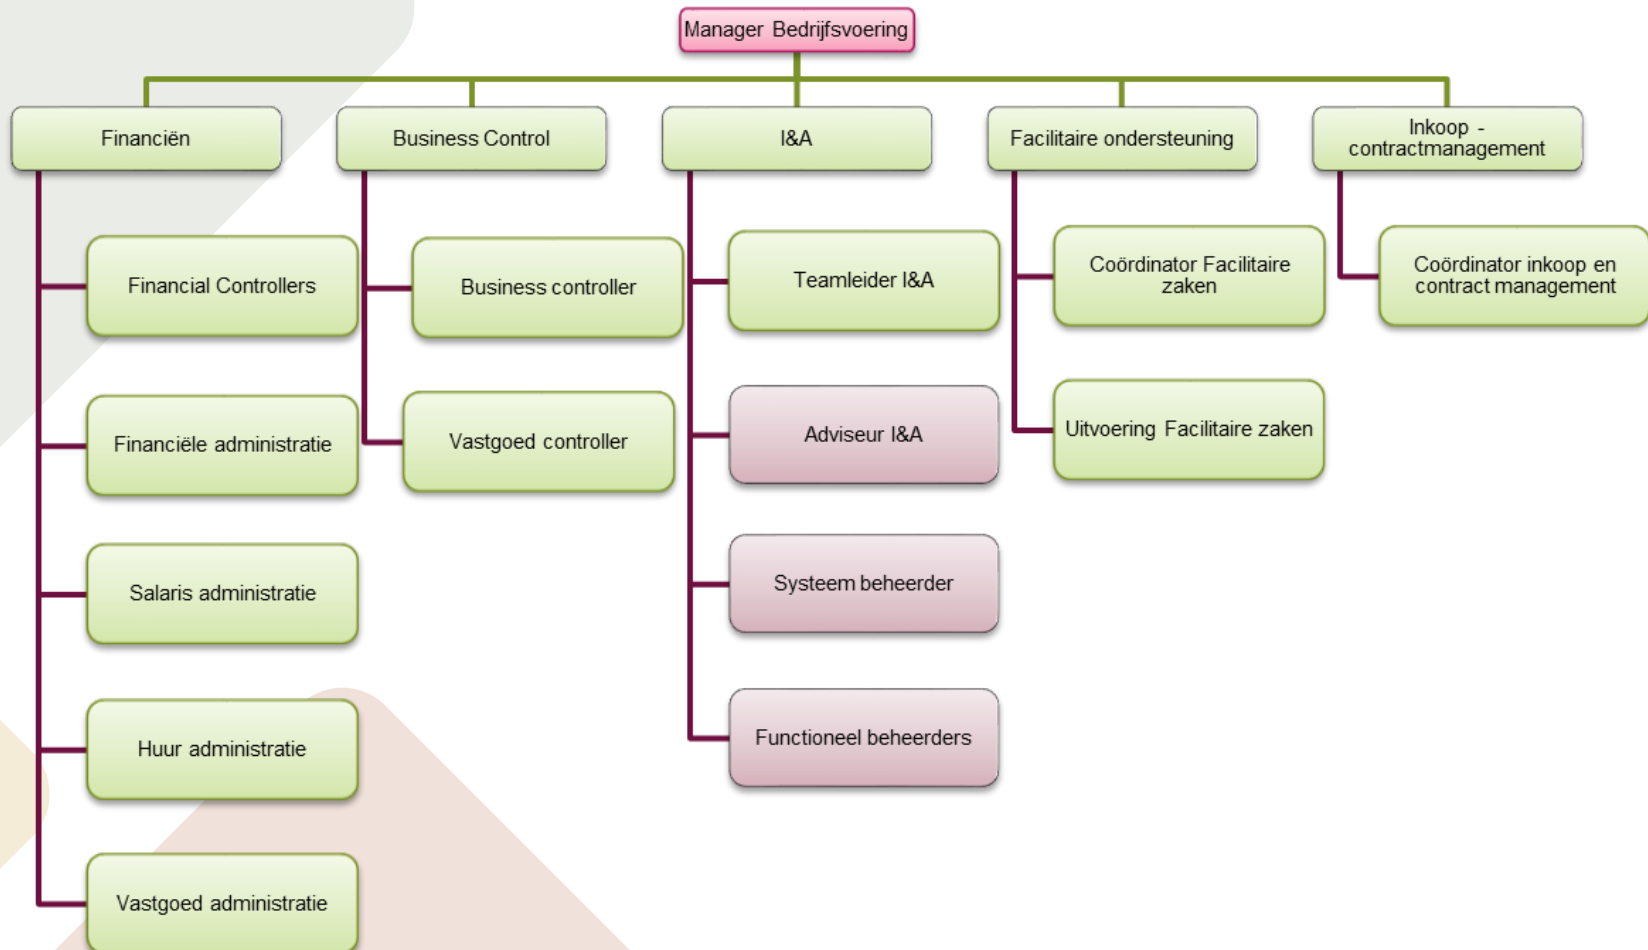 Manager Bedrijfsvoering
Financiën
Business Control
I&A
Facilitaire ondersteuning
Inkoop -
contractmanagement
Financial Controllers
Financiële administratie
Salaris administratie
Huur administratie
Vastgoed administratie
Business controller
Vastgoed controller
Teamleider I&A
Adviseur I&A
Systeem beheerder
Functioneel beheerders
Coördinator Facilitaire
zaken
Uitvoering Facilitaire zaken
Coördinator inkoop en
contract management